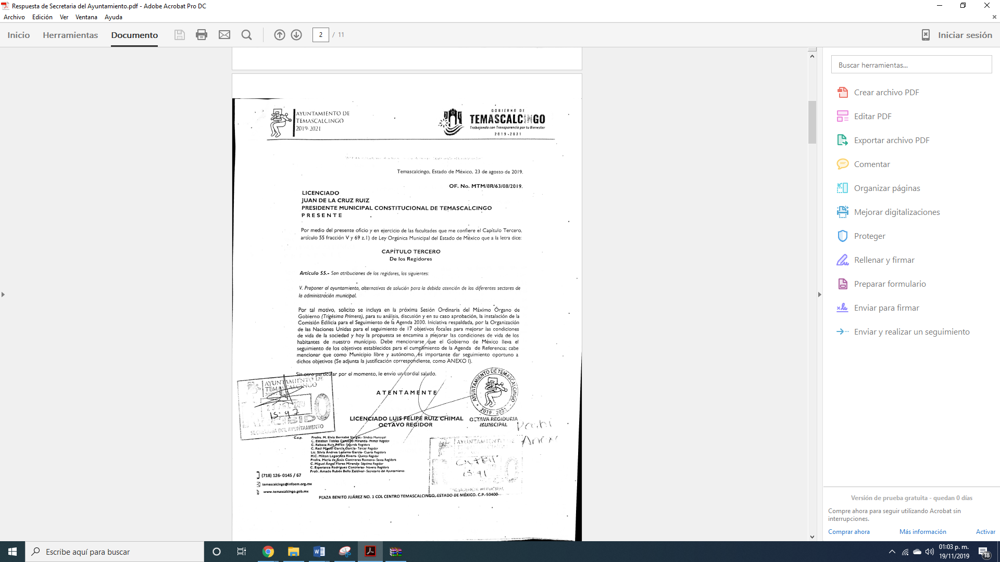 Respuesta de Secretaria del Ayuntamiento.pdf - Adobe Acrobat Pro DC
Archivo Edición Ver Ventana Ayuda
Inicio Herramientas Documento 2 / 11 Iniciar sesión
AYUNTAMIENTO DE
TEMASCALCINGO
2019-2021
GOBIERNO DE
TEMASCALCINGO
Trabajando con Transparencia por tu Bienestar
2019-2021
Temascalcingo, Estado de México, 23 de agosto de 2019.
OF. No. MTM/8R/63/08/2019.
LICENCIADO
JUAN DE LA CRUZ RUIZ
PRESIDENTE MUNICIPAL CONSTITUCIONAL DE TEMASCALCINGO
P R E S E N T E
Por medio del presente oficio y en ejercicio de las facultades que me confiere el Capítulo Tercero,
artículo 55 fracción V y 69 z.1) de Ley Orgánica Municipal del Estado de México que a la letra dice:
CAPÍTULO TERCERO
De los Regidores
Artículo 55.- Son atribuciones de los regidores, las siguientes:
V. Proponer al ayuntamiento, alternativas de solución para la debida atención de los diferentes sectores de
la administración municipal.
Por tal motivo, solicito se incluya en la próxima Sesión Ordinaria del Máximo Órgano de
Gobierno (Trigésima Primera), para su análisis, discusión y en su caso aprobación, la instalación de la
Comisión Edilicia para el Seguimiento de la Agenda 2030. Iniciativa respaldada, por la Organización
de las Naciones Unidas para el seguimiento de 17 objetivos focales para mejorar las condiciones
de vida de la sociedad y hoy la propuesta se encamina a mejorar las condiciones de vida de los
habitantes de nuestro municipio. Debe mencionarse que el Gobierno de México lleva el
seguimiento de los objetivos establecidos para el cumplimiento de la Agenda de Referencia; cabe
mencionar que como Municipio libre y autónomo, es importante dar seguimiento oportuno a
dichos objetivos (Se adjunta la justificación correspondiente, como ANEXO I).
Sin otro particular por el momento, le envío un cordial saludo.
AYUNTAMIENTO DE
TEMASCALCINGO
15:47
SECRETARIA DEL AYUNTAMIENTO
A T E N T A M E N T E
AYUNTAMIENTO DE TEMASCALCINGO
2019 - 2021
LICENCIADO LUIS FELIPE RUIZ CHIMAL
OCTAVO REGIDOR
OCTAVA REGIDURIA
MUNICIPAL
C.c.p.
Profra. M. Elvia Bernabé Vargas.- Síndica Municipal
C. Esteban Tobías Garduño Miranda- Primer Regidor
C. Rebeca Ruiz Pérez- Segunda Regidora
C. Raúl Miguel García García- Tercer Regidor
Lic. Silvia Andrea Lezama García- Cuarta Regidora
M.C. Milton Legorreta Rivera- Quinto Regidor
Profra. María de Jesús Contreras Romero- Sexta Regidora
C. Miguel Ángel Flores Miranda- Séptimo Regidor
C. Esperanza Rodríguez Contreras- Novena Regidora
Profr. Amado Rubén Bello Zaldivar- Secretario del Ayuntamiento.
AYUNTAMIENTO
15:41
PRESIDENCIA MUNICIPAL
(718) 126- 0145 / 67
temascalcingo@infoem.org.mx
www.temascalcingo.gob.mx
PLAZA BENITO JUÁREZ NO. 1 COL CENTRO TEMASCALCINGO, ESTADO DE MÉXICO. C.P. 50400
Buscar herramientas...
Crear archivo PDF
Editar PDF
Exportar archivo PDF
Comentar
Organizar páginas
Mejorar digitalizaciones
Proteger
Rellenar y firmar
Preparar formulario
Enviar para firmar
Enviar y realizar un seguimiento
Versión de prueba gratuita - quedan 0 días
Compre ahora para seguir utilizando Acrobat sin
interrupciones.
Comprar ahora Más información Activar
Escribe aquí para buscar
01:03 p. m.
19/11/2019
18